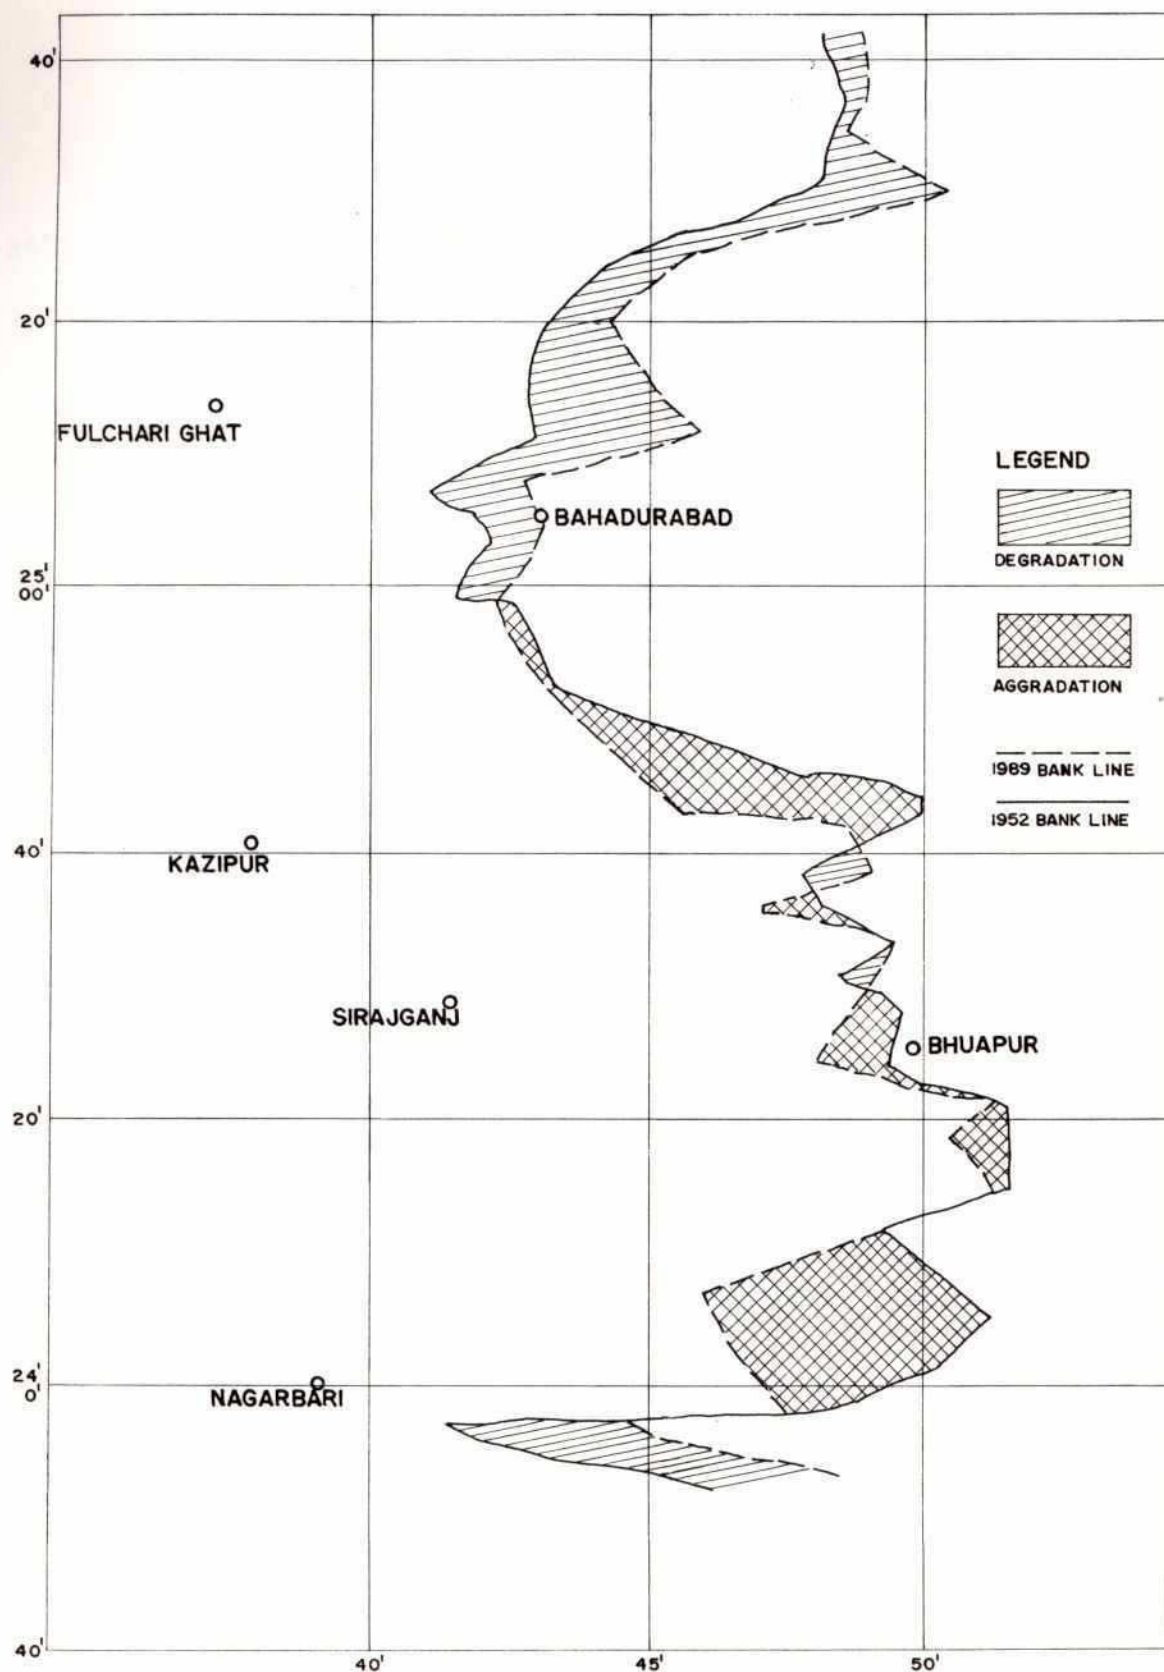 40'
20'
FULCHARI GHAT
LEGEND
BAHADURABAD
DEGRADATION
25'
00'
AGGRADATION
1989 BANK LINE
1952 BANK LINE
40'
KAZIPUR
SIRAJGANJ
BHUAPUR
20'
24'
0'
NAGARBARI
40'
40' 45' 50'